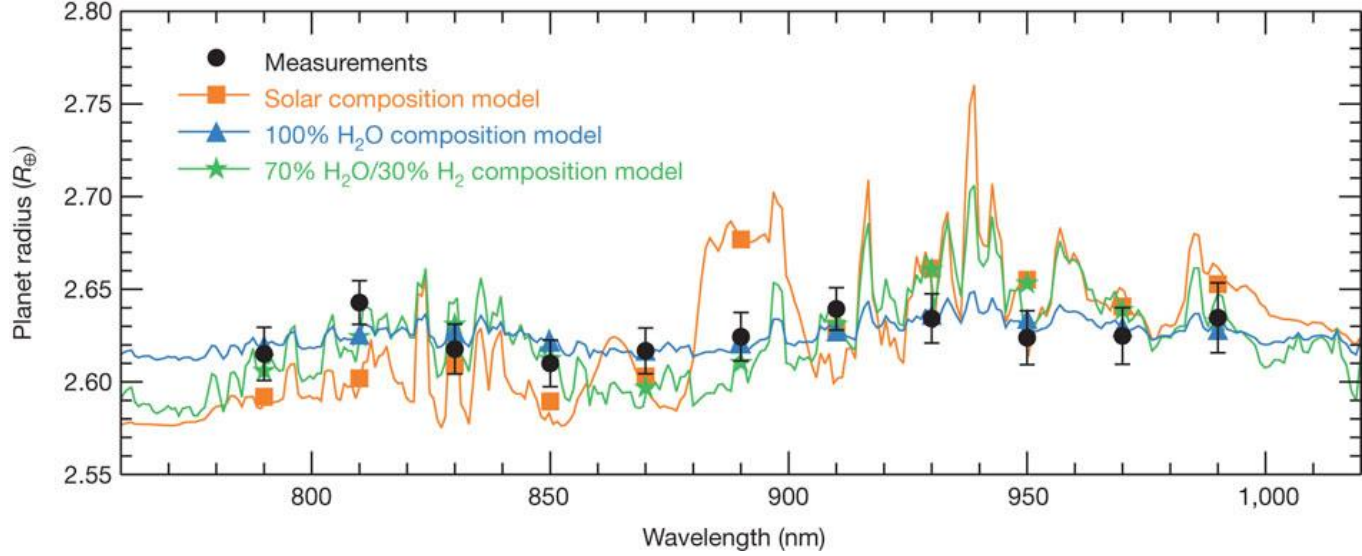 2.80
2.75
2.70
2.65
2.60
2.55
Planet radius (R⊕)
Measurements
Solar composition model
100% H₂O composition model
70% H₂O/30% H₂ composition model
800
850
900
950
1,000
Wavelength (nm)